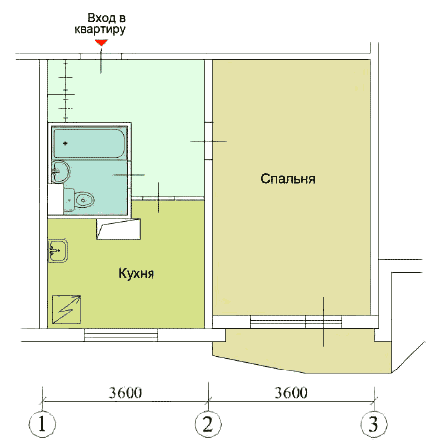 Вход в
квартиру
Спальня
Кухня
3600 3600
1 2 3